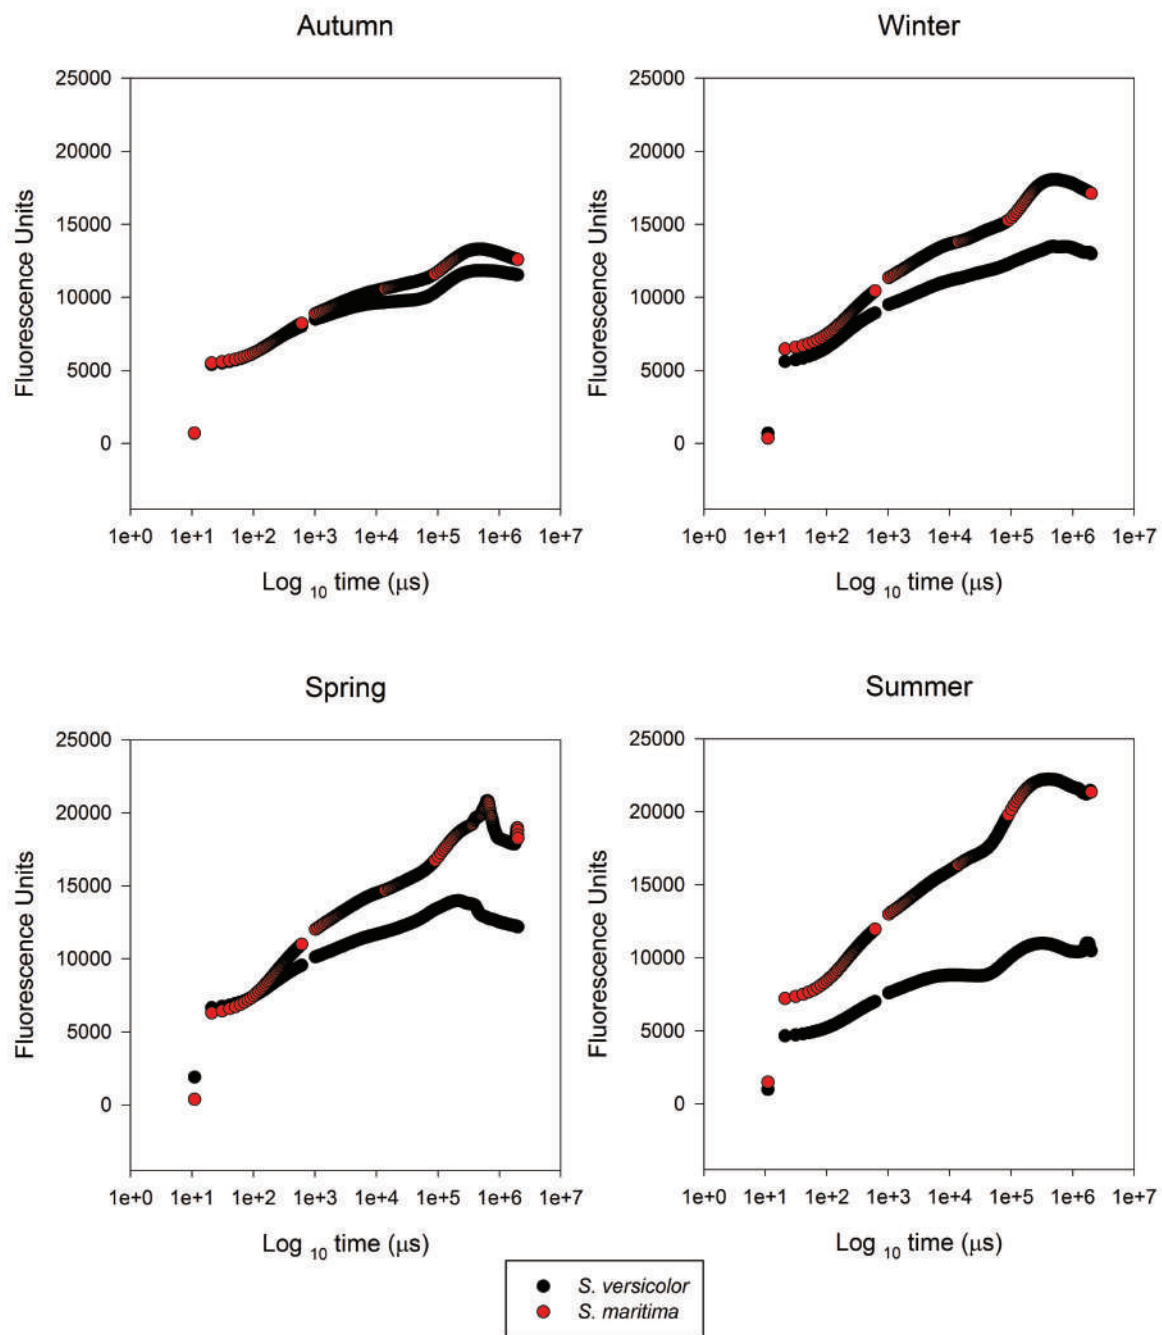 Autumn
Winter
25000
20000
15000
10000
5000
0
Fluorescence Units
1e+0 1e+1 1e+2 1e+3 1e+4 1e+5 1e+6 1e+7
Log 10 time (μs)
25000
20000
15000
10000
5000
0
Fluorescence Units
1e+0 1e+1 1e+2 1e+3 1e+4 1e+5 1e+6 1e+7
Log 10 time (μs)
Spring
Summer
25000
20000
15000
10000
5000
0
Fluorescence Units
1e+0 1e+1 1e+2 1e+3 1e+4 1e+5 1e+6 1e+7
Log 10 time (μs)
25000
20000
15000
10000
5000
0
Fluorescence Units
1e+0 1e+1 1e+2 1e+3 1e+4 1e+5 1e+6 1e+7
Log 10 time (μs)
S. versicolor
S. maritima